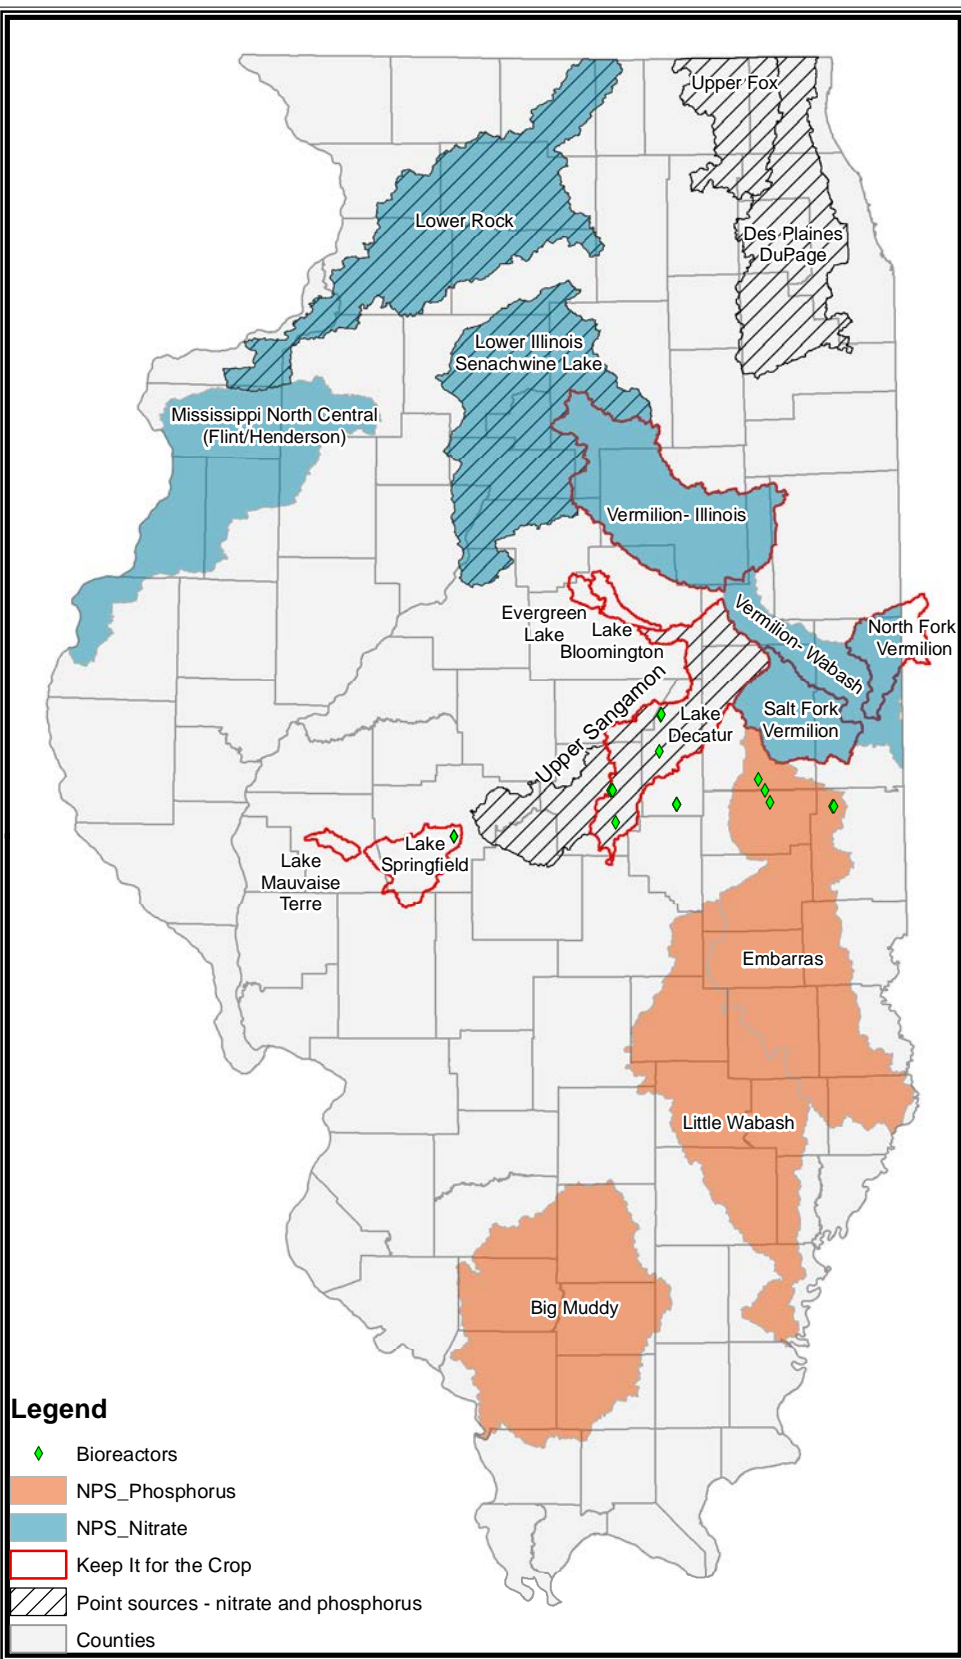 Upper Fox
Lower Rock
Des Plaines
DuPage
Lower Illinois
Senachwine Lake
Mississippi North Central
(Flint/Henderson)
Vermilion- Illinois
Evergreen
Lake
Lake
Bloomington
Vermilion- Wabash
North Fork
Vermilion
Upper Sangamon
Lake
Decatur
Salt Fork
Vermilion
Lake
Springfield
Lake
Mauvaise
Terre
Embarras
Little Wabash
Big Muddy
Legend
Bioreactors
NPS_Phosphorus
NPS_Nitrate
Keep It for the Crop
Point sources - nitrate and phosphorus
Counties